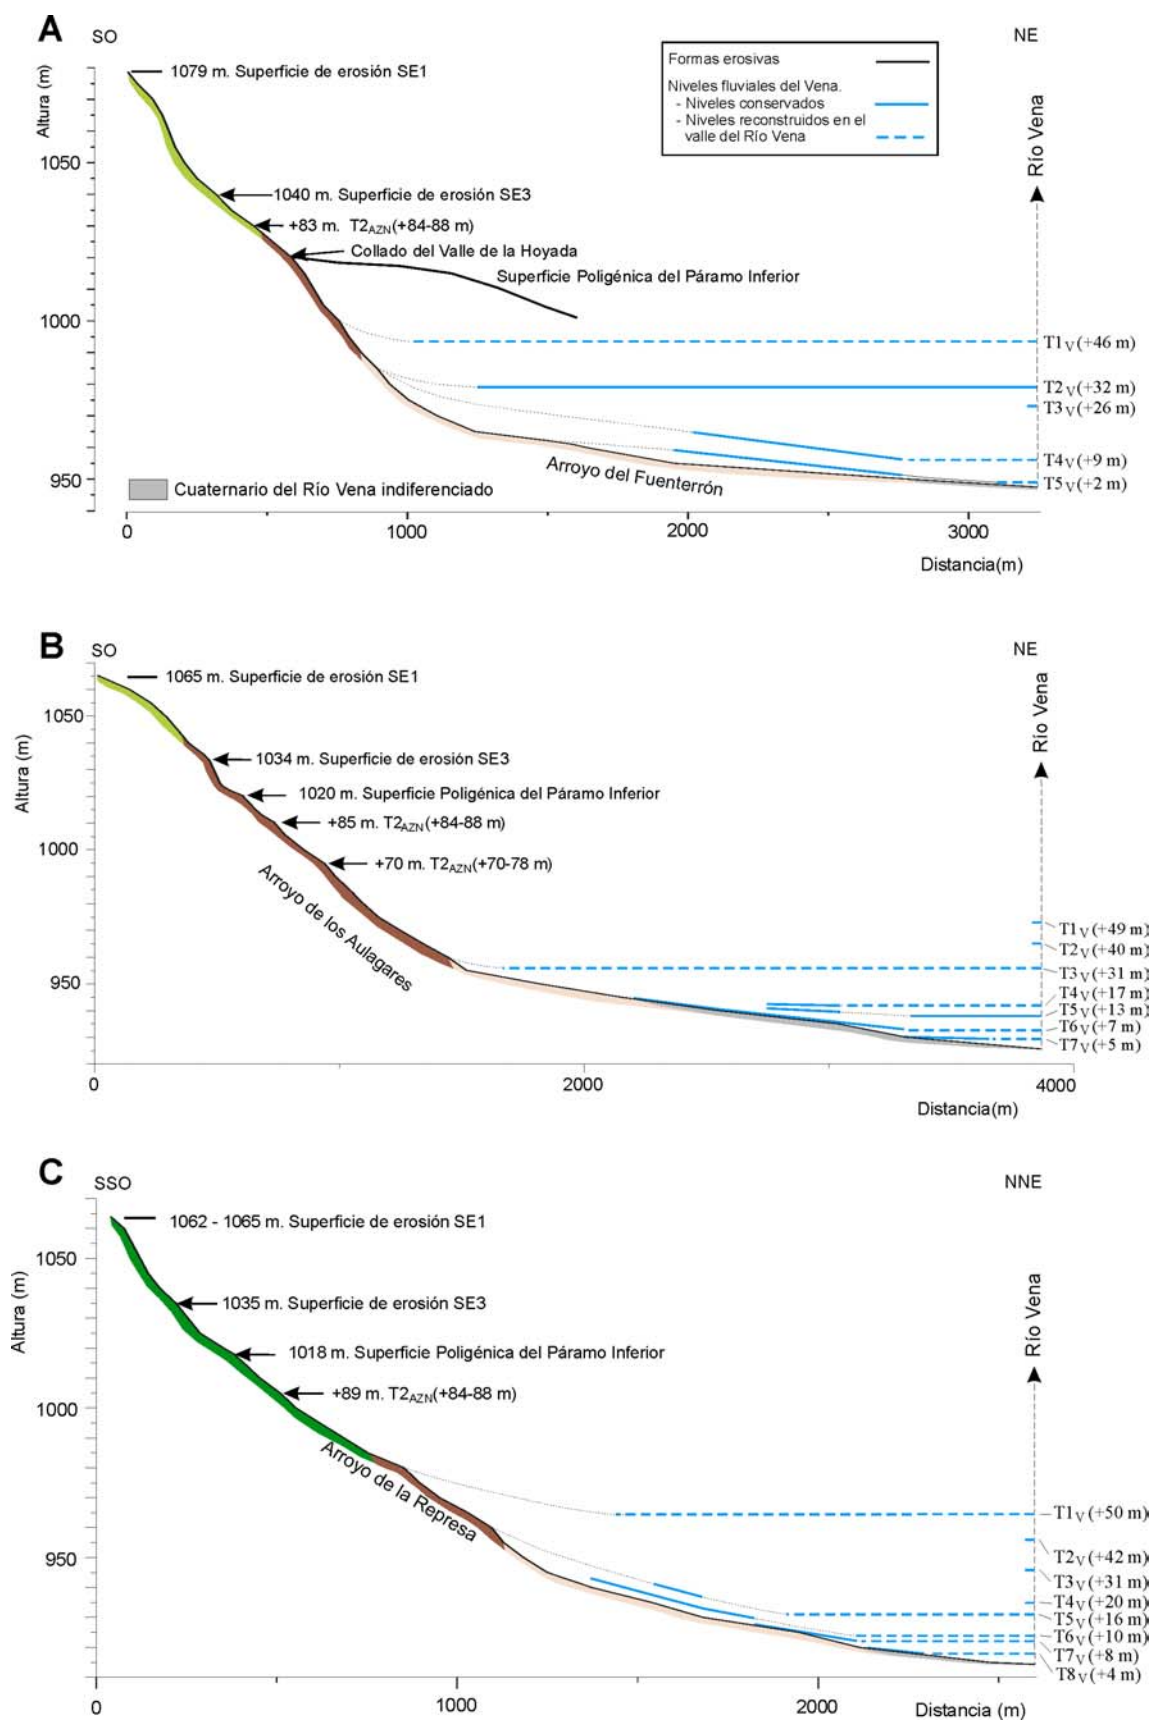 A
SO
NE
Formas erosivas
Niveles fluviales del Vena.
- Niveles conservados
- Niveles reconstruidos en el
valle del Río Vena
Altura (m)
Río Vena
1079 m. Superficie de erosión SE1
1050
1040 m. Superficie de erosión SE3
+83 m. T2AZN(+84-88 m)
Collado del Valle de la Hoyada
Superficie Poligénica del Páramo Inferior
1000
T1V(+46 m)
T2V(+32 m)
T3V(+26 m)
T4V(+9 m)
T5V(+2 m)
Arroyo del Fuenterrón
950
Cuaternario del Río Vena indiferenciado
0
1000
2000
3000
Distancia(m)
B
SO
NE
Altura (m)
Río Vena
1065 m. Superficie de erosión SE1
1050
1034 m. Superficie de erosión SE3
1020 m. Superficie Poligénica del Páramo Inferior
+85 m. T2AZN(+84-88 m)
1000
+70 m. T2AZN(+70-78 m)
Arroyo de los Aulagares
T1V(+49 m)
T2V(+40 m)
T3V(+31 m)
950
T4V(+17 m)
T5V(+13 m)
T6V(+7 m)
T7V(+5 m)
0
2000
4000
Distancia(m)
C
SSO
NNE
Altura (m)
Río Vena
1062 - 1065 m. Superficie de erosión SE1
1050
1035 m. Superficie de erosión SE3
1018 m. Superficie Poligénica del Páramo Inferior
+89 m. T2AZN(+84-88 m)
1000
Arroyo de la Represa
T1V(+50 m)
950
T2V(+42 m)
T3V(+31 m)
T4V(+20 m)
T5V(+16 m)
T6V(+10 m)
T7V(+8 m)
T8V(+4 m)
0
1000
2000
Distancia (m)